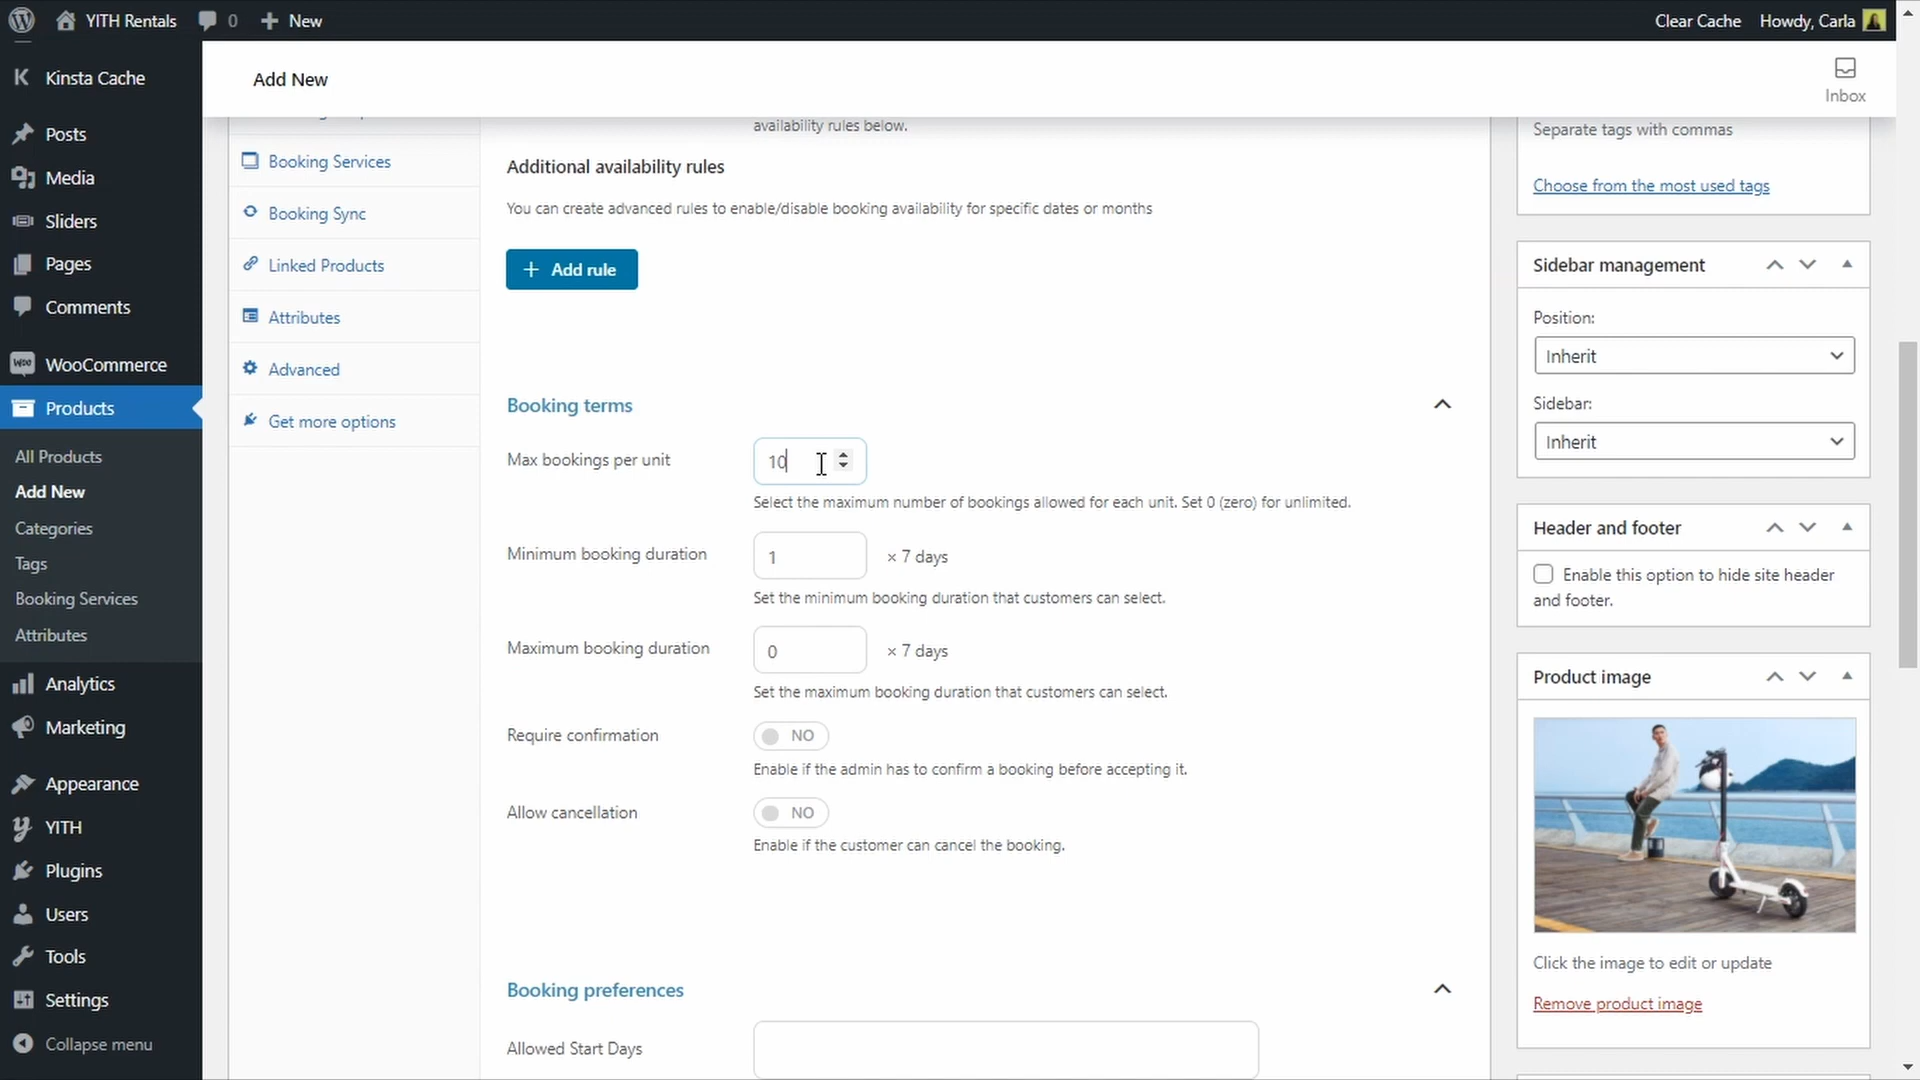 YITH Rentals
0
New
Clear Cache
Howdy, Carla
Kinsta Cache
Posts
Media
Sliders
Pages
Comments
WooCommerce
Products
All Products
Add New
Categories
Tags
Booking Services
Attributes
Analytics
Marketing
Appearance
YITH
Plugins
Users
Tools
Settings
Collapse menu
Add New
Inbox
Booking Services
Booking Sync
Linked Products
Attributes
Advanced
Get more options
availability rules below.
Additional availability rules
You can create advanced rules to enable/disable booking availability for specific dates or months
+ Add rule
Booking terms
Max bookings per unit
10
Select the maximum number of bookings allowed for each unit. Set 0 (zero) for unlimited.
Minimum booking duration
1
× 7 days
Set the minimum booking duration that customers can select.
Maximum booking duration
0
× 7 days
Set the maximum booking duration that customers can select.
Require confirmation
NO
Enable if the admin has to confirm a booking before accepting it.
Allow cancellation
NO
Enable if the customer can cancel the booking.
Booking preferences
Allowed Start Days
Separate tags with commas
Choose from the most used tags
Sidebar management
Position:
Inherit
Sidebar:
Inherit
Header and footer
Enable this option to hide site header
and footer.
Product image
Click the image to edit or update
Remove product image